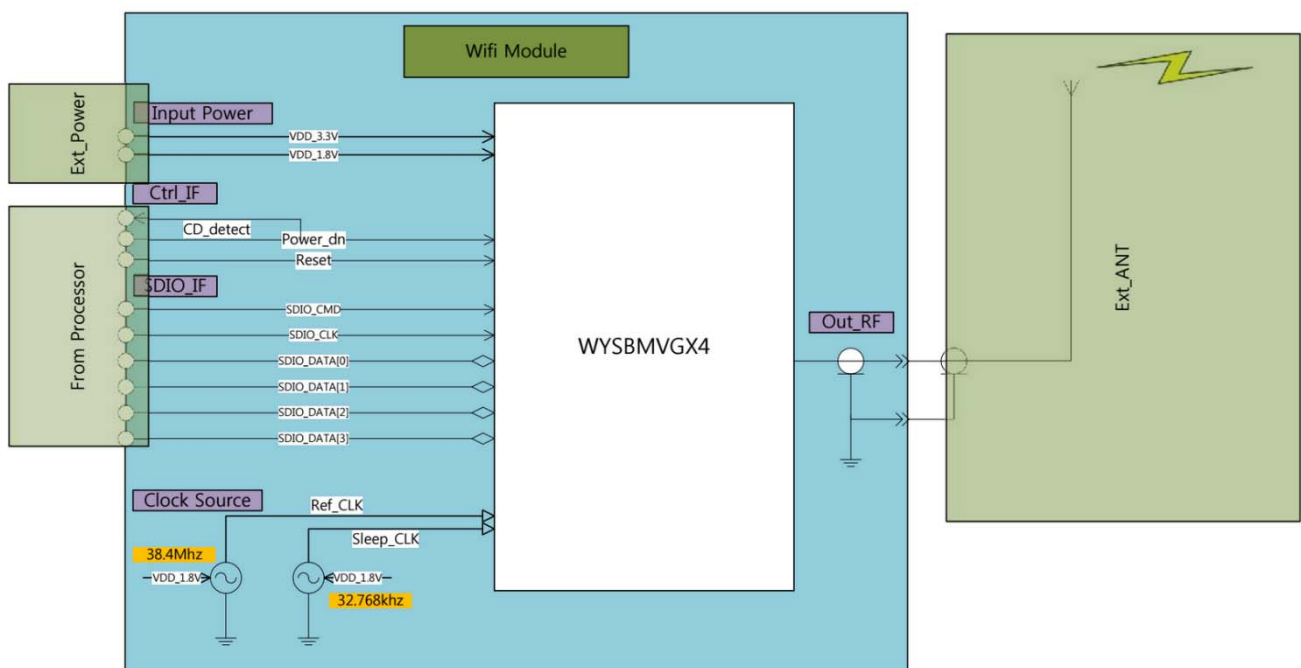 Wifi Module
Ext_Power
Input Power
VDD_3.3V
VDD_1.8V
Ctrl_IF
CD_detect
Power_dn
Reset
From Processor
SDIO_IF
SDIO_CMD
SDIO_CLK
SDIO_DATA[0]
SDIO_DATA[1]
SDIO_DATA[2]
SDIO_DATA[3]
WYSBMVGX4
Out_RF
Ext_ANT
Clock Source
Ref_CLK
Sleep_CLK
38.4Mhz
VDD_1.8V
VDD_1.8V
32.768khz